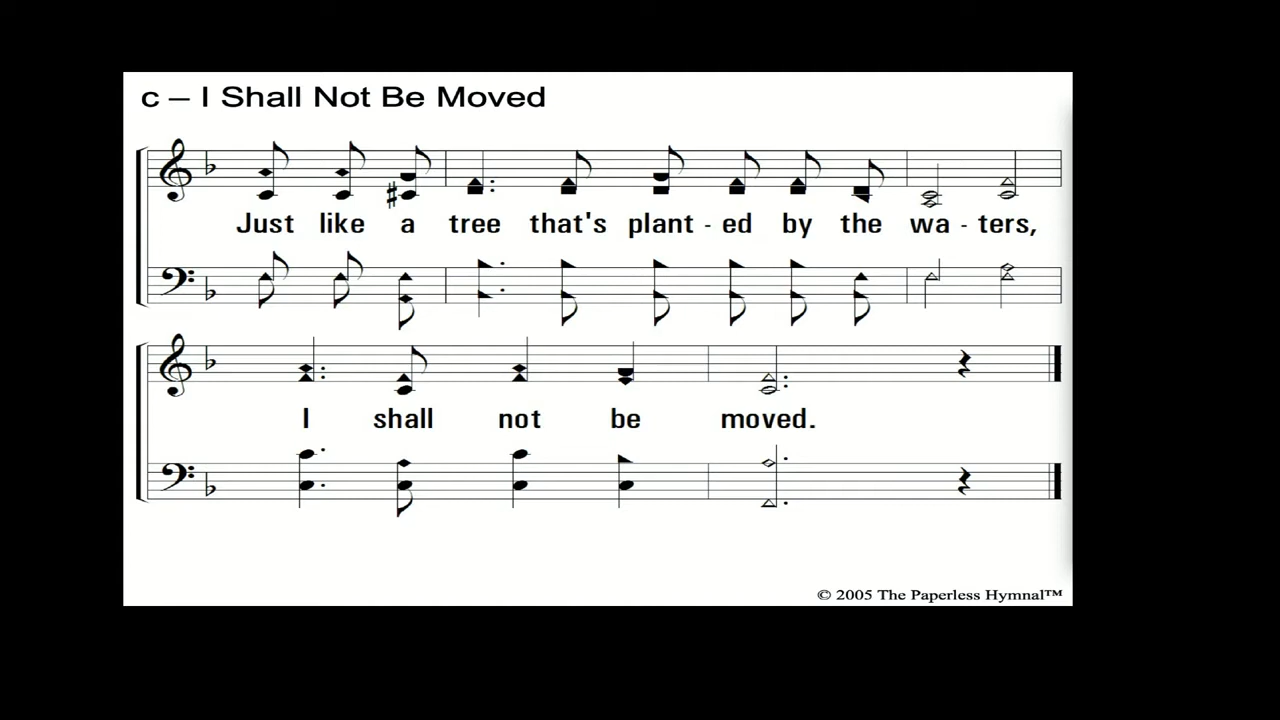 c – I Shall Not Be Moved
Just like a tree that's plant - ed by the wa - ters,
I shall not be moved.
© 2005 The Paperless Hymnal™